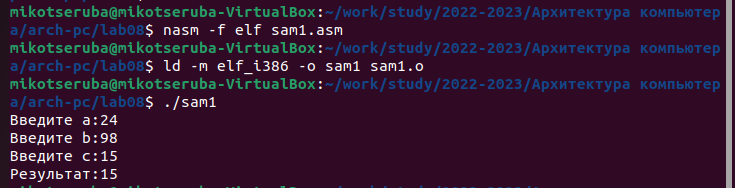 mikotseruba@mikotseruba-VirtualBox:~/work/study/2022-2023/Архитектура компьютер
а/arch-pc/lab08$ nasm -f elf sam1.asm
mikotseruba@mikotseruba-VirtualBox:~/work/study/2022-2023/Архитектура компьютер
а/arch-pc/lab08$ ld -m elf_i386 -o sam1 sam1.o
mikotseruba@mikotseruba-VirtualBox:~/work/study/2022-2023/Архитектура компьютер
а/arch-pc/lab08$ ./sam1
Введите a:24
Введите b:98
Введите c:15
Результат:15